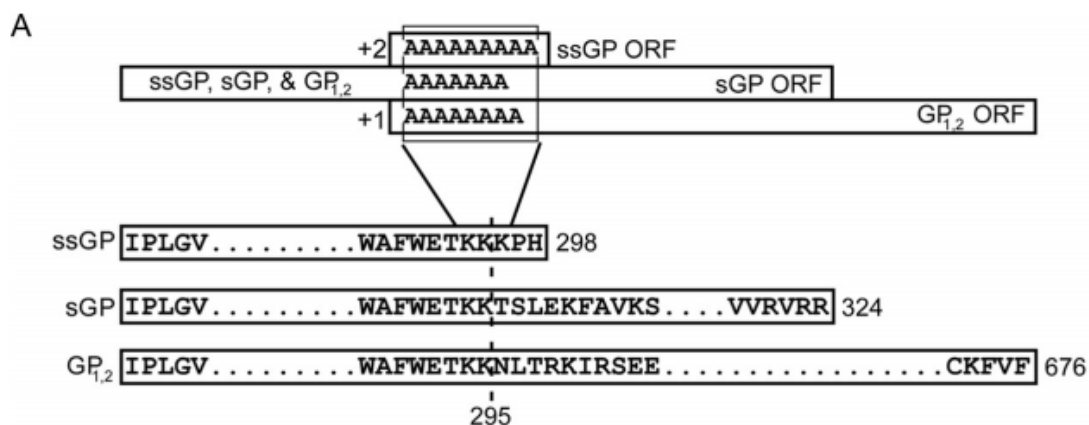 A
+2 AAAAAAAAA ssGP ORF
ssGP, sGP, & GP1,2 AAAAAAA sGP ORF
+1 AAAAAAAA GP1,2 ORF
ssGP IPLGV.........WAFWETKKKPH 298
sGP IPLGV.........WAFWETKKTSLEKFAVKS....VVRVRR 324
GP1,2 IPLGV.........WAFWETKKNLTRKIRSEE.................CKFVF 676
295